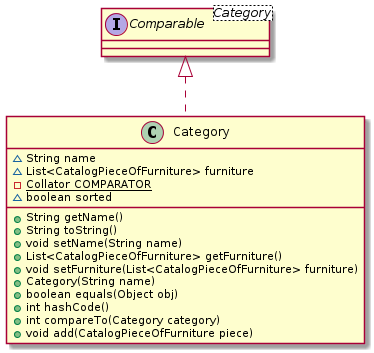 Category
I Comparable
C Category
String name
List<CatalogPieceOfFurniture> furniture
Collator COMPARATOR
boolean sorted
String getName()
String toString()
void setName(String name)
List<CatalogPieceOfFurniture> getFurniture()
void setFurniture(List<CatalogPieceOfFurniture> furniture)
Category(String name)
boolean equals(Object obj)
int hashCode()
int compareTo(Category category)
void add(CatalogPieceOfFurniture piece)